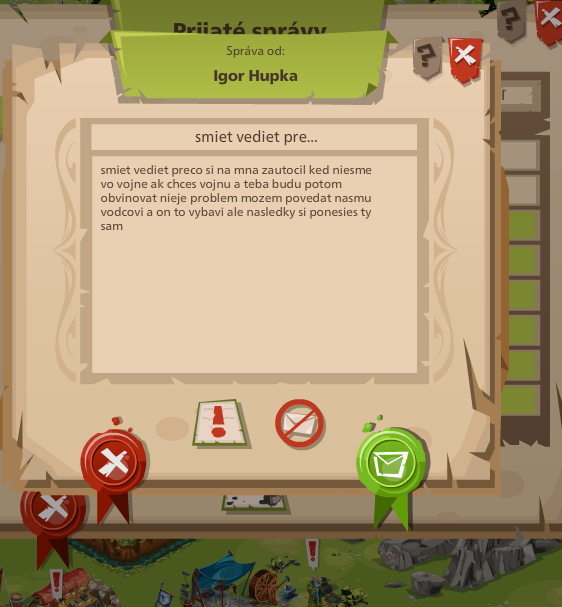 Prijaté správy
Správa od:
Igor Hupka
smiet vediet pre...
smiet vediet preco si na mna zautocil ked niesme
vo vojne ak chces vojnu a teba budu potom
obvinovat nieje problem mozem povedat nasmu
vodcovi a on to vybavi ale nasledky si ponesies ty
sam